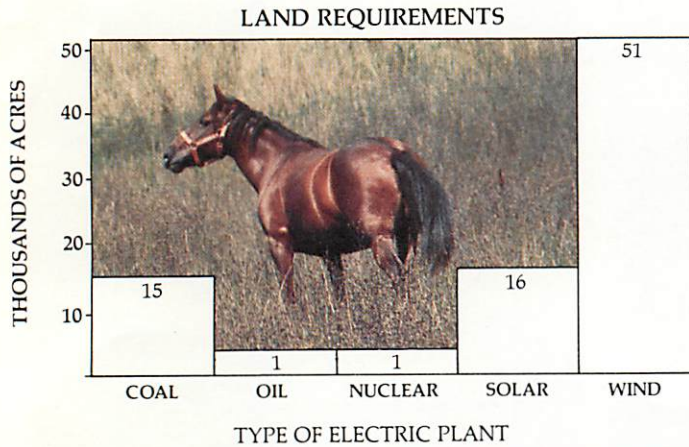 LAND REQUIREMENTS
THOUSANDS OF ACRES
50
40
30
20
10
15
1
1
16
51
COAL OIL NUCLEAR SOLAR WIND
TYPE OF ELECTRIC PLANT